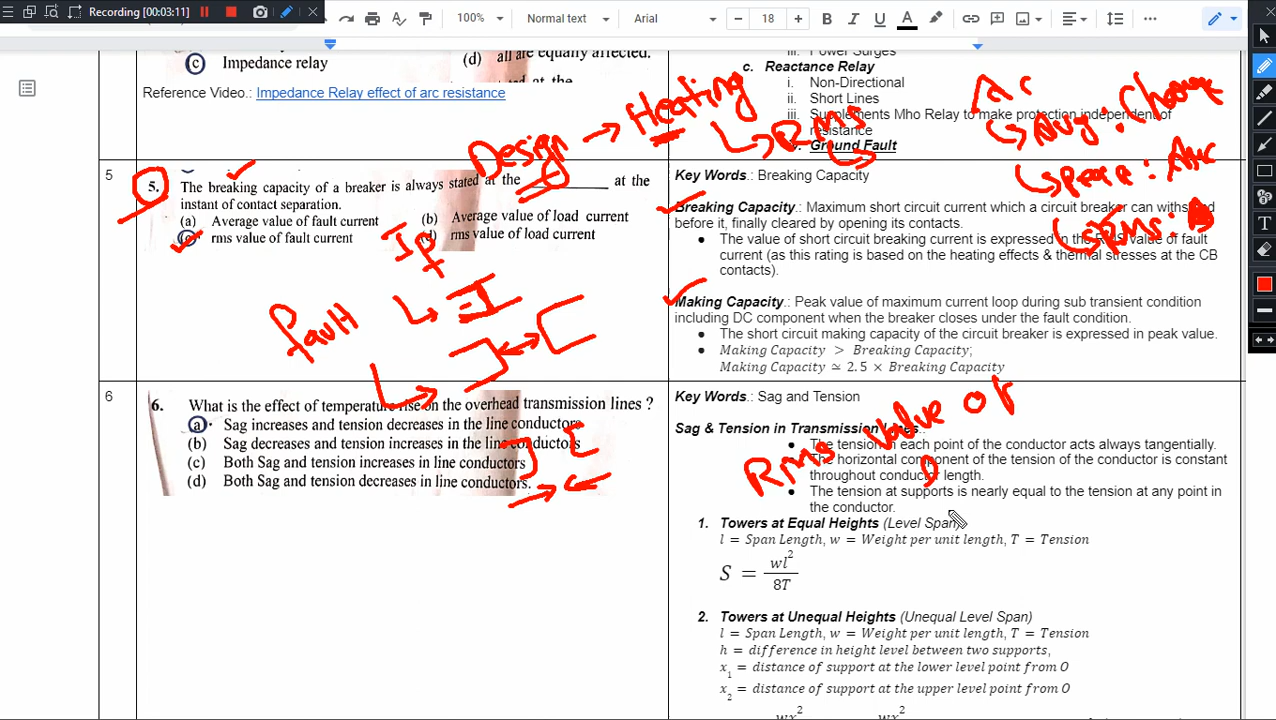 Recording [00:03:11]
100%
Normal text
Arial
18
B I U A
(c) Impedance relay
(d) all are equally affected.
Reference Video.: Impedance Relay effect of arc resistance
iii. Power Surges
c. Reactance Relay
i. Non-Directional
ii. Short Lines
iii. Supplements Mho Relay to make protection independent of
resistance
Ground Fault
Design → Heating
Rms
Ac
Avg:
Rms:
5
5. The breaking capacity of a breaker is always stated at the __________ at the
instant of contact separation.
(a) Average value of fault current
(b) Average value of load current
(c) rms value of fault current
(d) rms value of load current
If
fault
I
Key Words.: Breaking Capacity
Breaking Capacity.: Maximum short circuit current which a circuit breaker can withstand
before it, finally cleared by opening its contacts.
● The value of short circuit breaking current is expressed in the RMS value of fault
current (as this rating is based on the heating effects & thermal stresses at the CB
contacts).
Making Capacity.: Peak value of maximum current loop during sub transient condition
including DC component when the breaker closes under the fault condition.
● The short circuit making capacity of the circuit breaker is expressed in peak value.
● Making Capacity > Breaking Capacity;
Making Capacity ≃ 2.5 × Breaking Capacity
6
6. What is the effect of temperature rise on the overhead transmission lines ?
(a) Sag increases and tension decreases in the line conductors
(b) Sag decreases and tension increases in the line conductors
(c) Both Sag and tension increases in line conductors
(d) Both Sag and tension decreases in line conductors.
Key Words.: Sag and Tension
Sag & Tension in Transmission Lines.:
Rms value of
● The tension in each point of the conductor acts always tangentially.
● The horizontal component of the tension of the conductor is constant
throughout conductor length.
● The tension at supports is nearly equal to the tension at any point in
the conductor.
1. Towers at Equal Heights (Level Span)
l = Span Length, w = Weight per unit length, T = Tension
S = wl²/8T
2. Towers at Unequal Heights (Unequal Level Span)
l = Span Length, w = Weight per unit length, T = Tension
h = difference in height level between two supports,
x₁ = distance of support at the lower level point from O
x₂ = distance of support at the upper level point from O